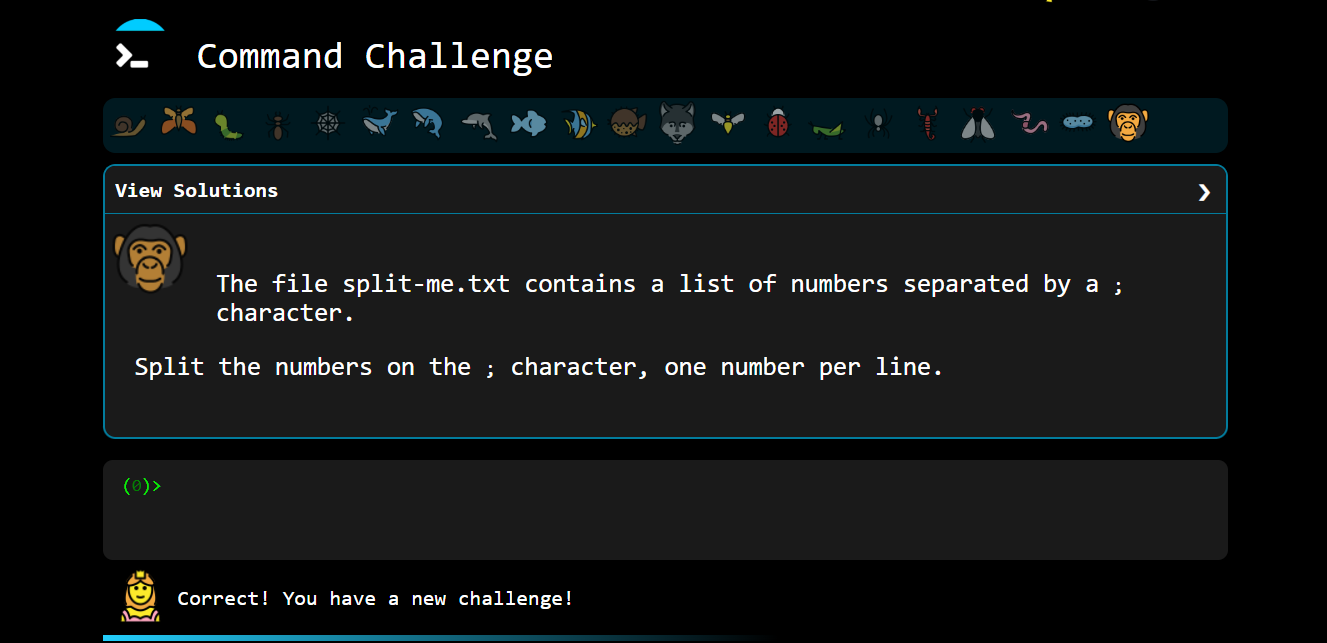 Command Challenge
View Solutions
The file split-me.txt contains a list of numbers separated by a ;
character.
Split the numbers on the ; character, one number per line.
(0)>
Correct! You have a new challenge!